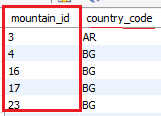 mountain_id country_code
3 AR
4 BG
16 BG
17 BG
23 BG